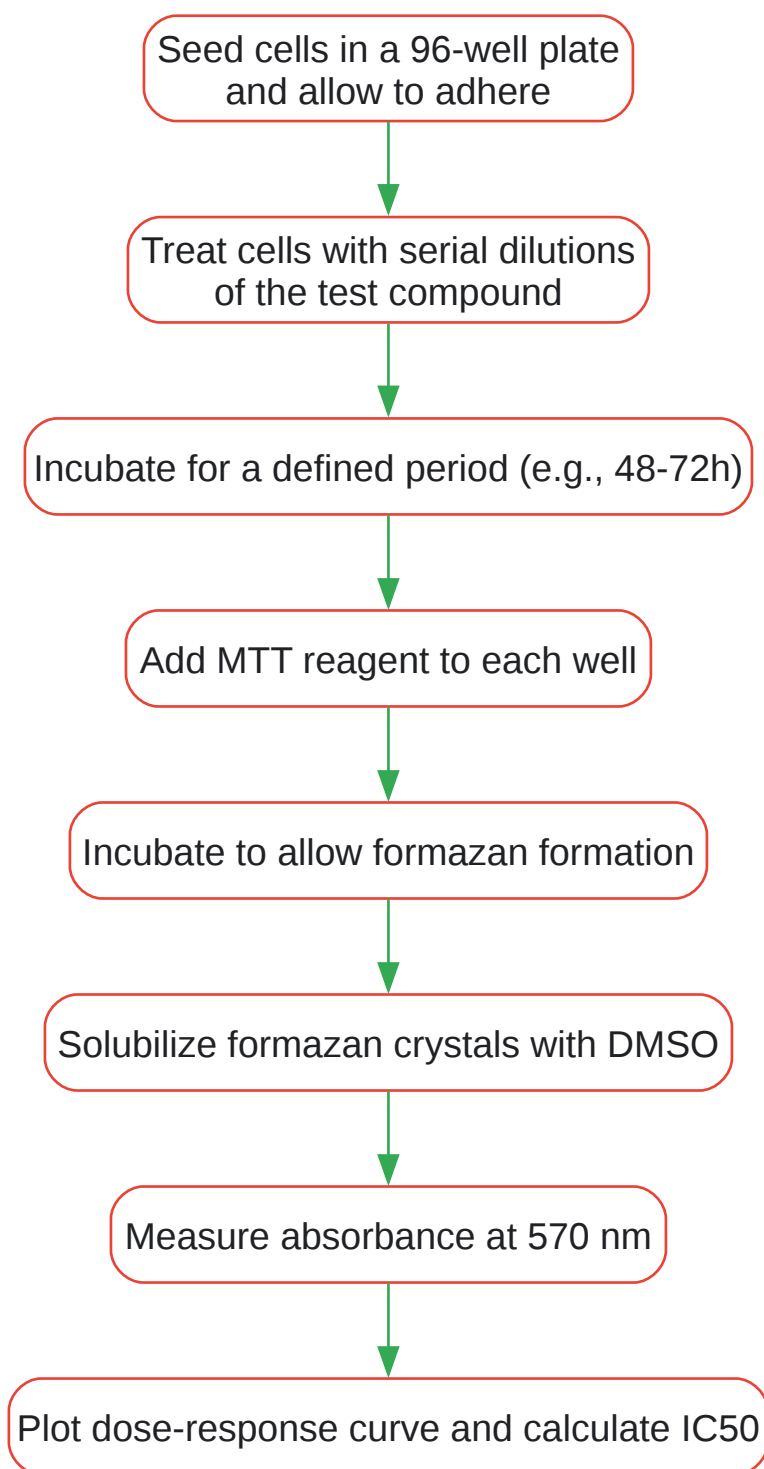 Seed cells in a 96-well plate
and allow to adhere
Treat cells with serial dilutions
of the test compound
Incubate for a defined period (e.g., 48-72h)
Add MTT reagent to each well
Incubate to allow formazan formation
Solubilize formazan crystals with DMSO
Measure absorbance at 570 nm
Plot dose-response curve and calculate IC50